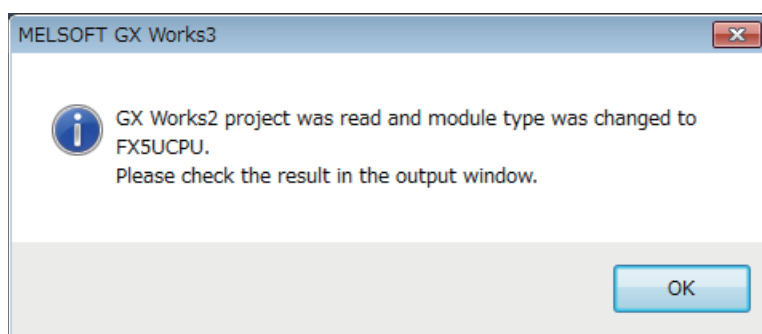 MELSOFT GX Works3
GX Works2 project was read and module type was changed to
FX5UCPU.
Please check the result in the output window.
OK